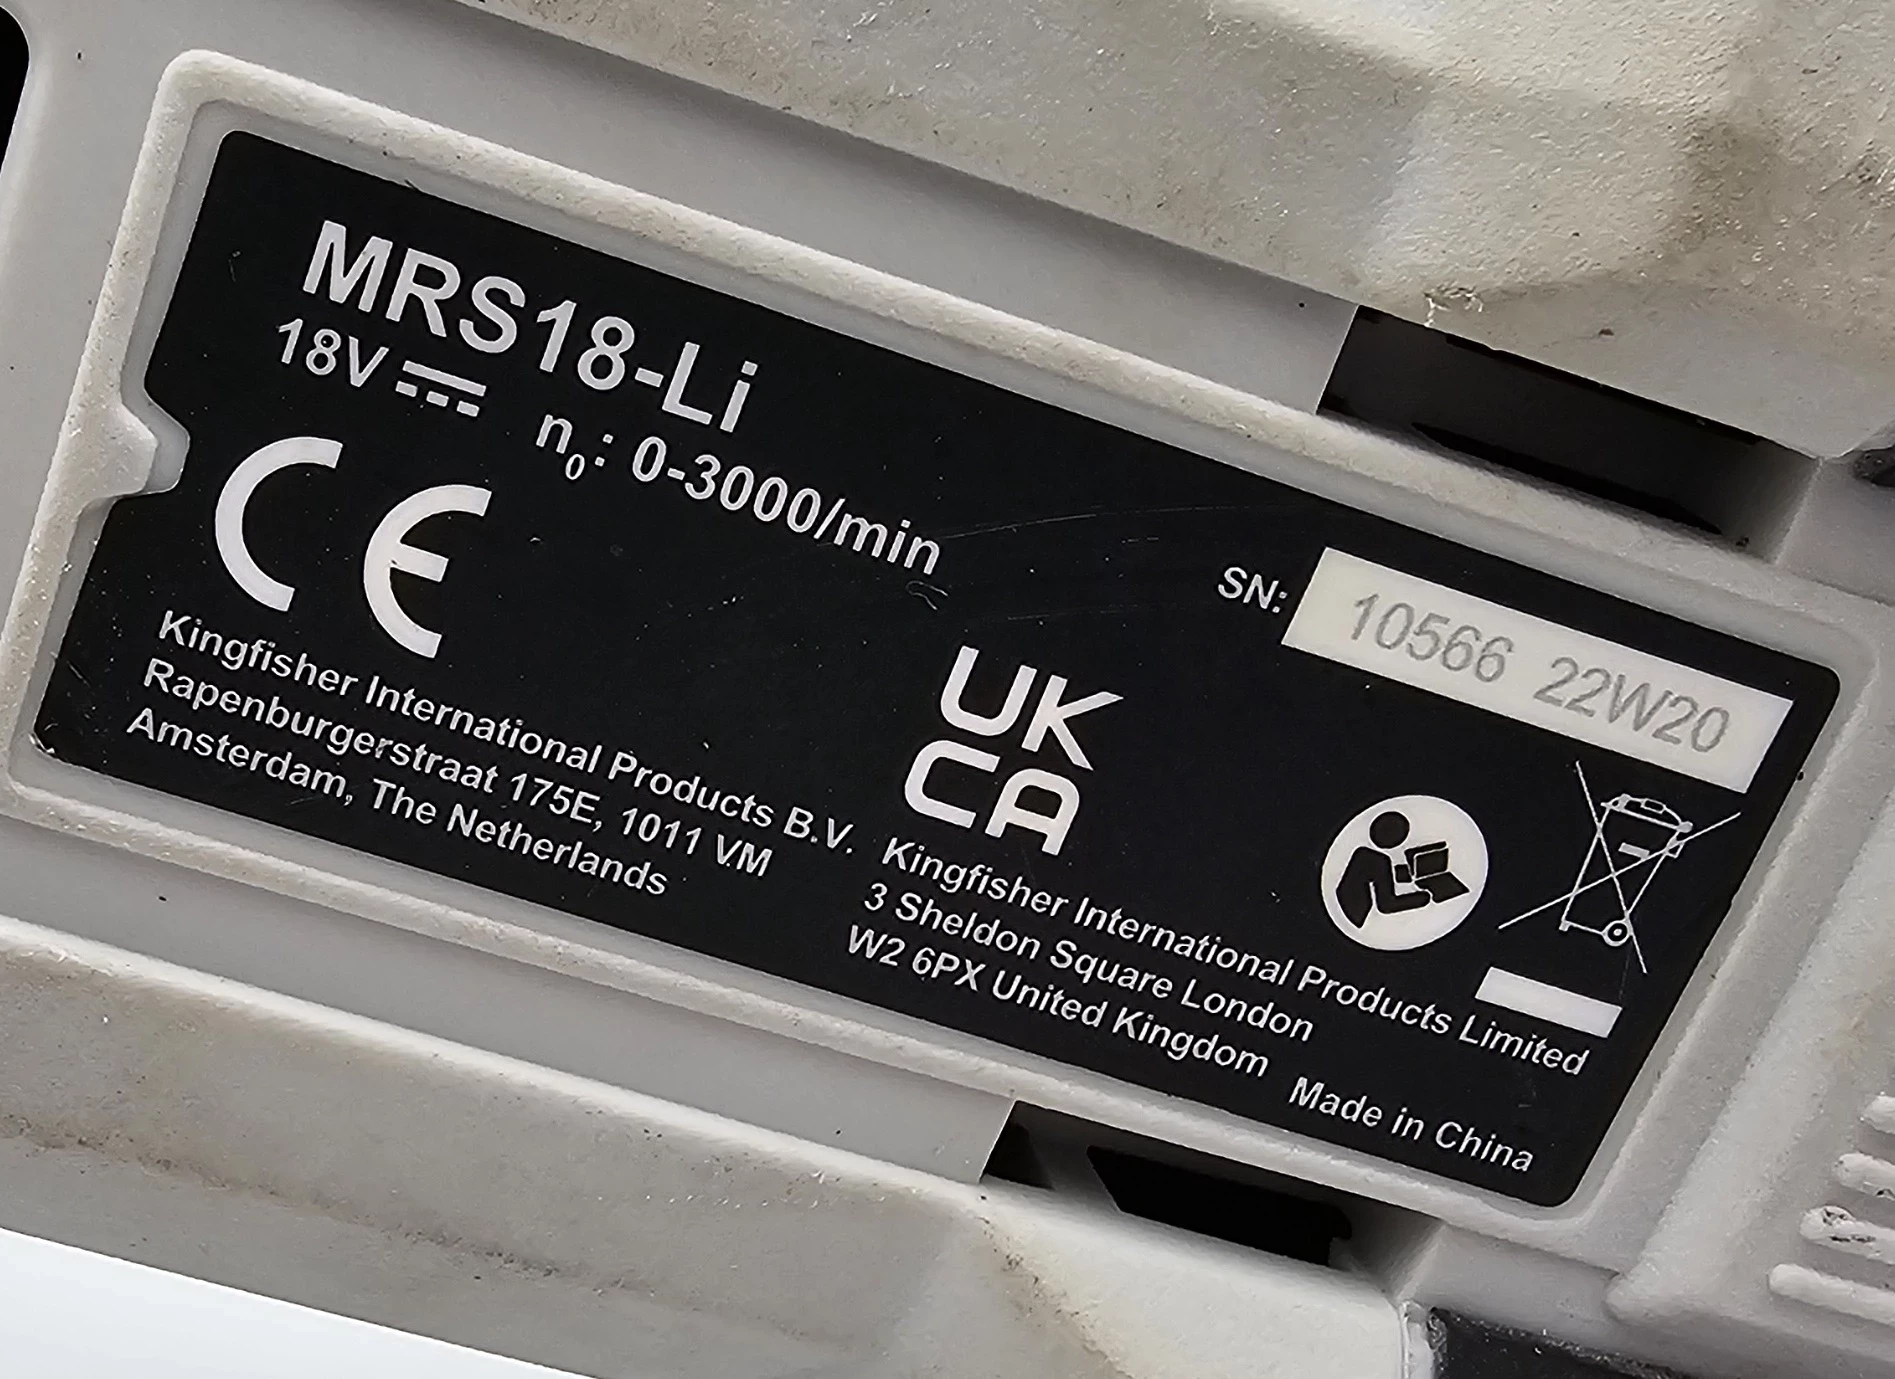 MRS18-Li
18V n0: 0-3000/min
CE
Kingfisher International Products B.V.
Rapenburgerstraat 175E, 1011 VM
Amsterdam, The Netherlands
SN: 10566 22W20
UK
CA
Kingfisher International Products Limited
3 Sheldon Square London
W2 6PX United Kingdom
Made in China